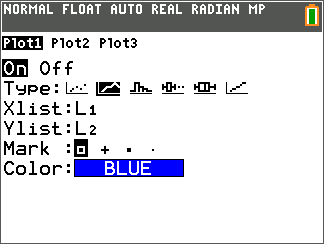 NORMAL FLOAT AUTO REAL RADIAN MP
Plot1 Plot2 Plot3
On Off
Type:
Xlist:L1
Ylist:L2
Mark :
Color: BLUE